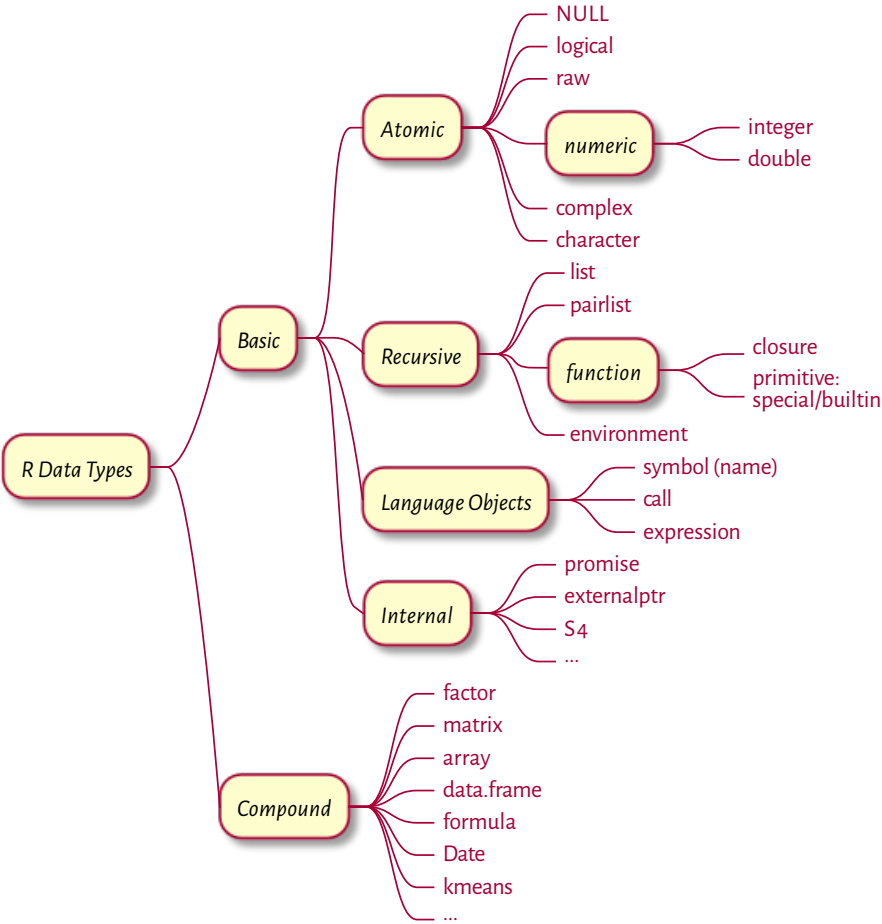 R Data Types
Basic
Atomic
NULL
logical
raw
numeric
integer
double
complex
character
Recursive
list
pairlist
function
closure
primitive:
special/builtin
environment
Language Objects
symbol (name)
call
expression
Internal
promise
externalptr
S4
...
Compound
factor
matrix
array
data.frame
formula
Date
kmeans
...